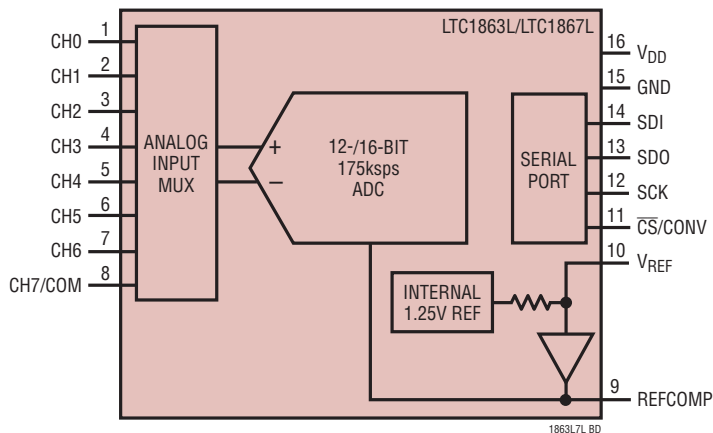 LTC1863L/LTC1867L
CH0 1
CH1 2
CH2 3
CH3 4
CH4 5
CH5 6
CH6 7
CH7/COM 8
ANALOG
INPUT
MUX
+
−
12-/16-BIT
175ksps
ADC
SERIAL
PORT
INTERNAL
1.25V REF
16 VDD
15 GND
14 SDI
13 SDO
12 SCK
11 C̅S̅/CONV
10 VREF
9 REFCOMP
1863L7L BD